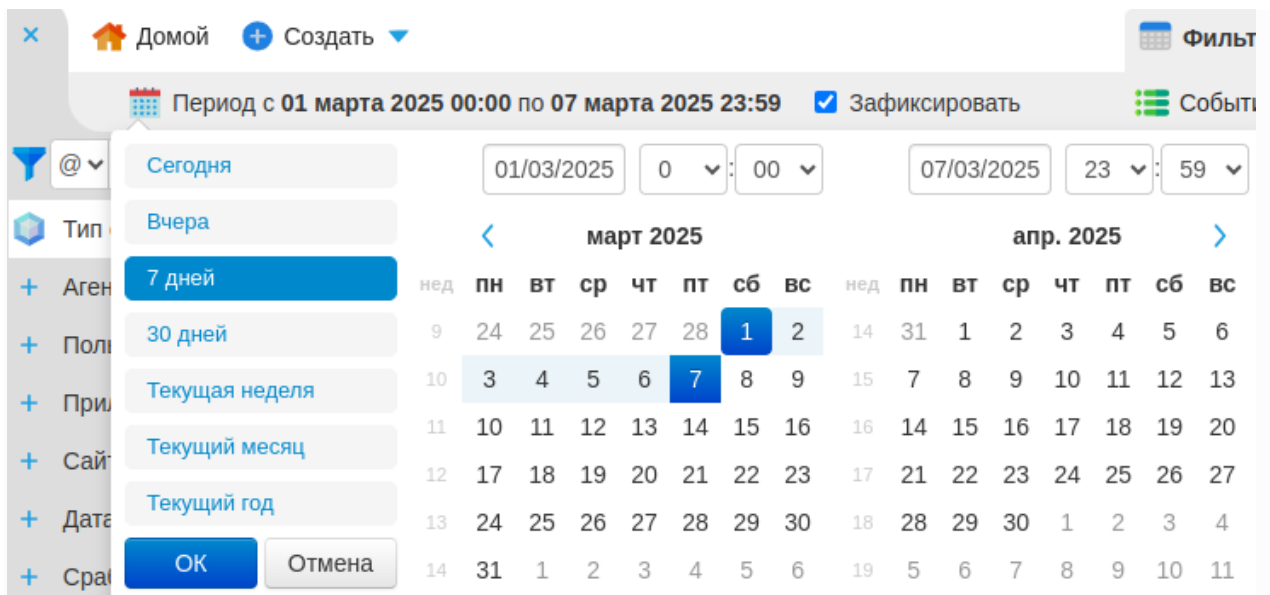 × Домой Создать
Период с 01 марта 2025 00:00 по 07 марта 2025 23:59 Зафиксировать
@
Сегодня
Вчера
7 дней
30 дней
Текущая неделя
Текущий месяц
Текущий год
ОК Отмена
01/03/2025 0 : 00
март 2025
нед пн вт ср чт пт сб вс
9 24 25 26 27 28 1 2
10 3 4 5 6 7 8 9
11 10 11 12 13 14 15 16
12 17 18 19 20 21 22 23
13 24 25 26 27 28 29 30
14 31 1 2 3 4 5 6
07/03/2025 23 : 59
апр. 2025
нед пн вт ср чт пт сб вс
14 31 1 2 3 4 5 6
15 7 8 9 10 11 12 13
16 14 15 16 17 18 19 20
17 21 22 23 24 25 26 27
18 28 29 30 1 2 3 4
19 5 6 7 8 9 10 11
Фильт
Событ
Тип
Аген
Поль
При
Сай
Дата
Сра